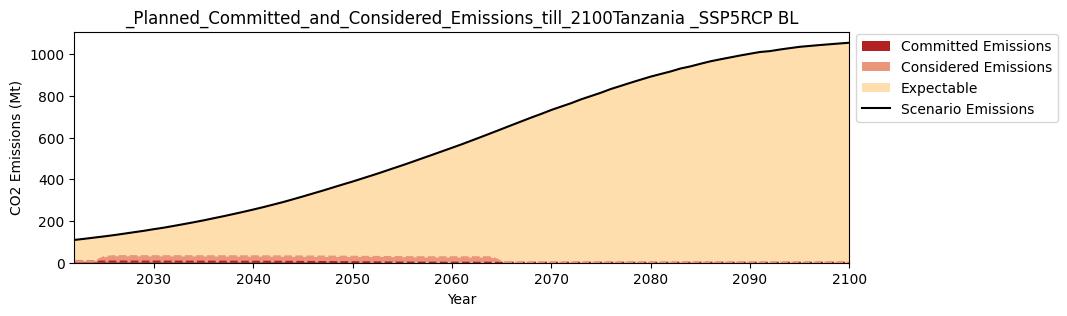 _Planned_Committed_and_Considered_Emissions_till_2100Tanzania _SSP5RCP BL
CO2 Emissions (Mt)
1000
800
600
400
200
0
2030 2040 2050 2060 2070 2080 2090 2100
Year
Committed Emissions
Considered Emissions
Expectable
Scenario Emissions